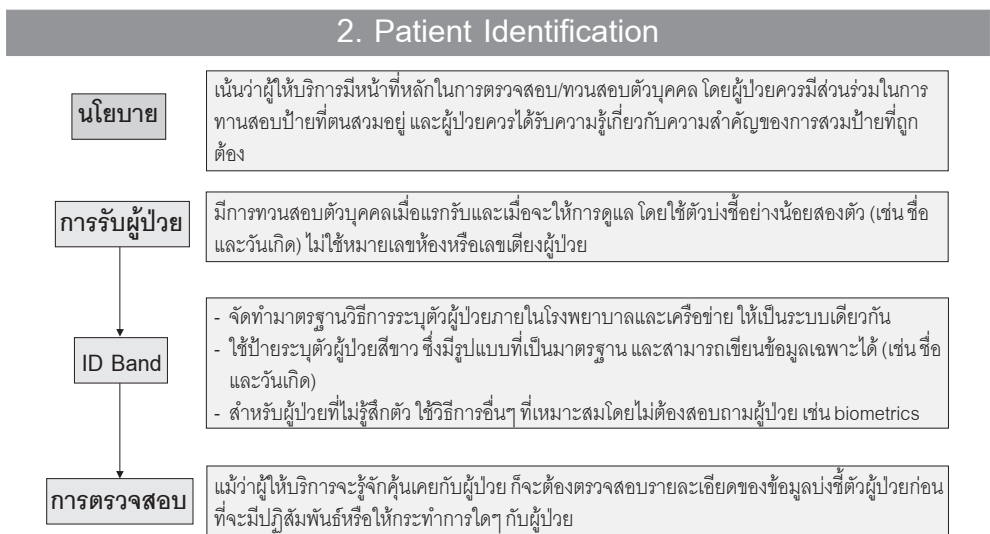 2. Patient Identification
นโยบาย
เน้นว่าผู้ให้บริการมีหน้าที่หลักในการตรวจสอบ/ทวนสอบตัวบุคคล โดยผู้ป่วยควรมีส่วนร่วมในการ
ทานสอบป้ายที่ตนสวมอยู่ และผู้ป่วยควรได้รับความรู้เกี่ยวกับความสำคัญของการสวมป้ายที่ถูก
ต้อง
การรับผู้ป่วย
มีการทวนสอบตัวบุคคลเมื่อแรกรับและเมื่อจะให้การดูแล โดยใช้ตัวบ่งชี้อย่างน้อยสองตัว (เช่น ชื่อ
และวันเกิด) ไม่ใช้หมายเลขห้องหรือเลขเตียงผู้ป่วย
ID Band
- จัดทำมาตรฐานวิธีการระบุตัวผู้ป่วยภายในโรงพยาบาลและเครือข่าย ให้เป็นระบบเดียวกัน
- ใช้ป้ายระบุตัวผู้ป่วยสีขาว ซึ่งมีรูปแบบที่เป็นมาตรฐาน และสามารถเขียนข้อมูลเฉพาะได้ (เช่น ชื่อ
และวันเกิด)
- สำหรับผู้ป่วยที่ไม่รู้สึกตัว ใช้วิธีการอื่นๆ ที่เหมาะสมโดยไม่ต้องสอบถามผู้ป่วย เช่น biometrics
การตรวจสอบ
แม้ว่าผู้ให้บริการจะรู้จักคุ้นเคยกับผู้ป่วย ก็จะต้องตรวจสอบรายละเอียดของข้อมูลบ่งชี้ตัวผู้ป่วยก่อน
ที่จะมีปฏิสัมพันธ์หรือให้กระทำการใดๆ กับผู้ป่วย